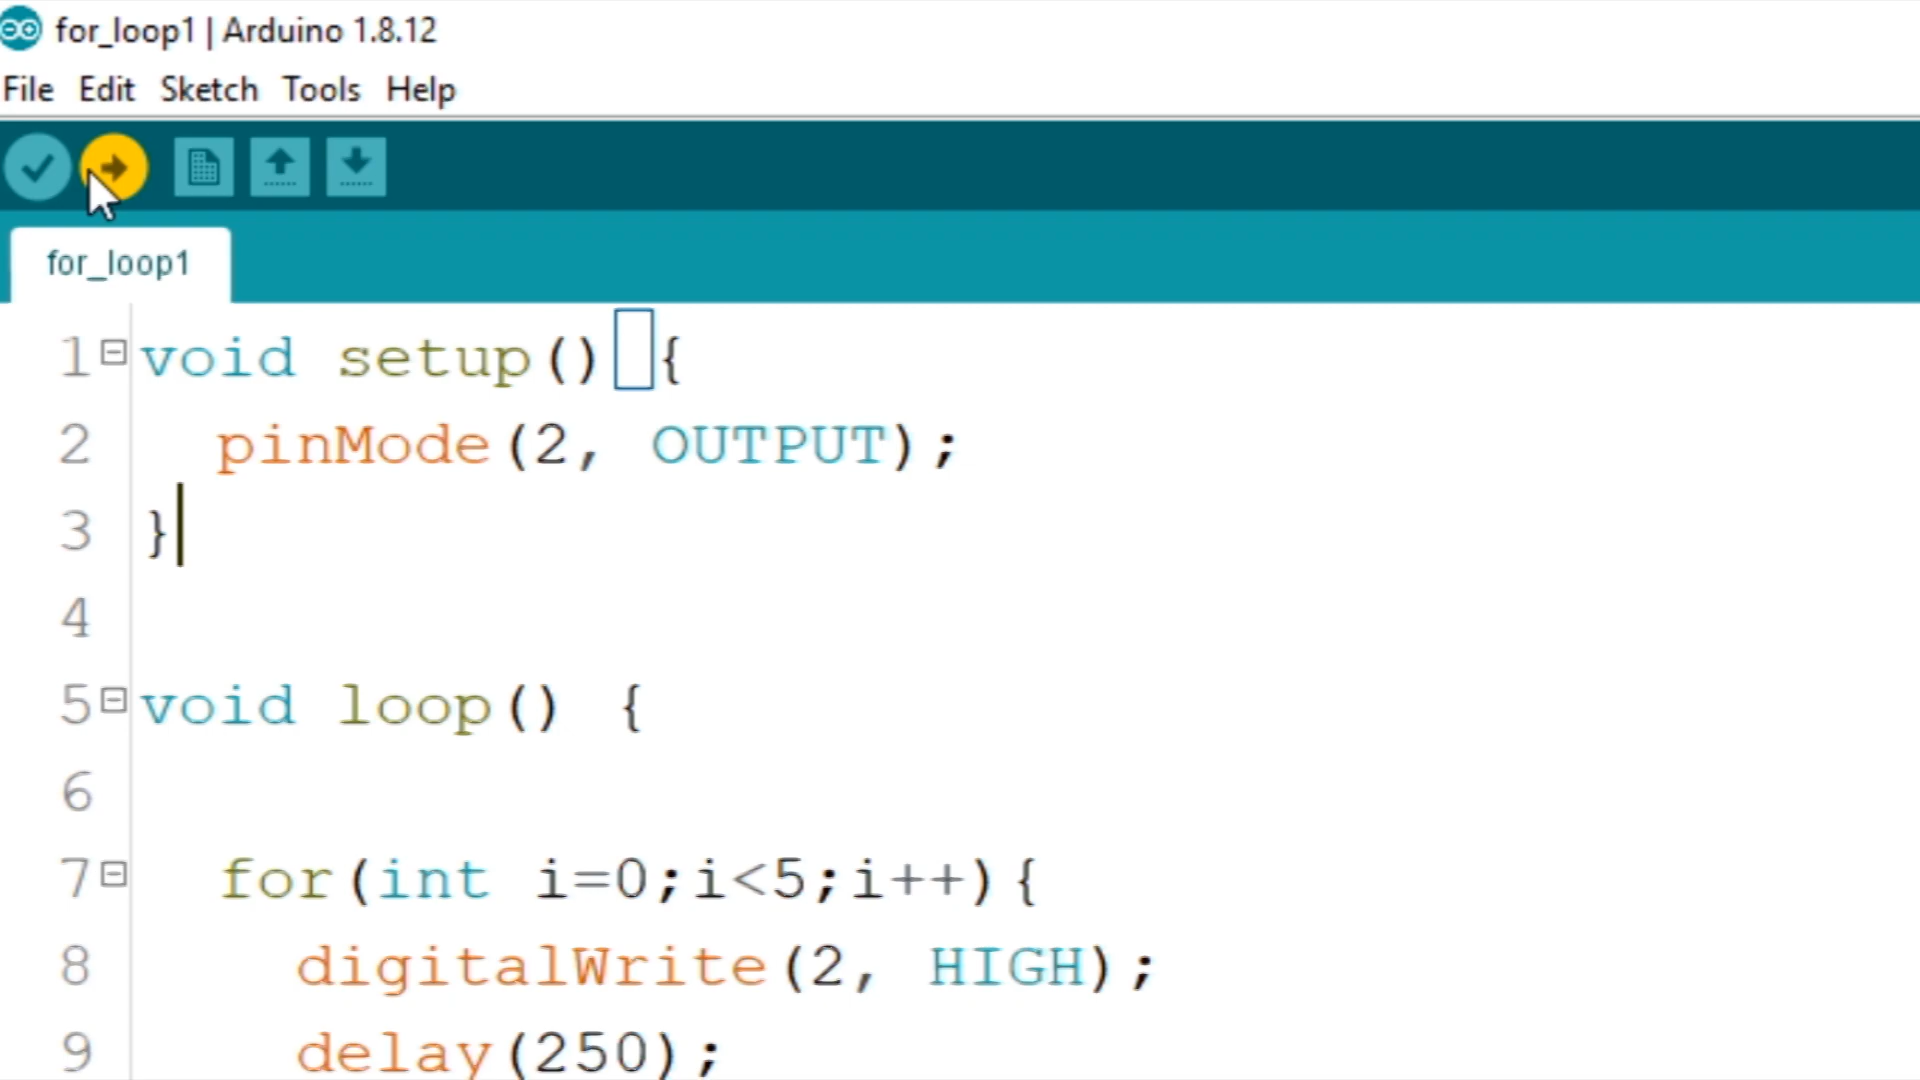 for_loop1 | Arduino 1.8.12
File Edit Sketch Tools Help
for_loop1
1 void setup() {
2 pinMode(2, OUTPUT);
3 }
4
5 void loop() {
6
7 for(int i=0;i<5;i++){
8 digitalWrite(2, HIGH);
9 delay(250);